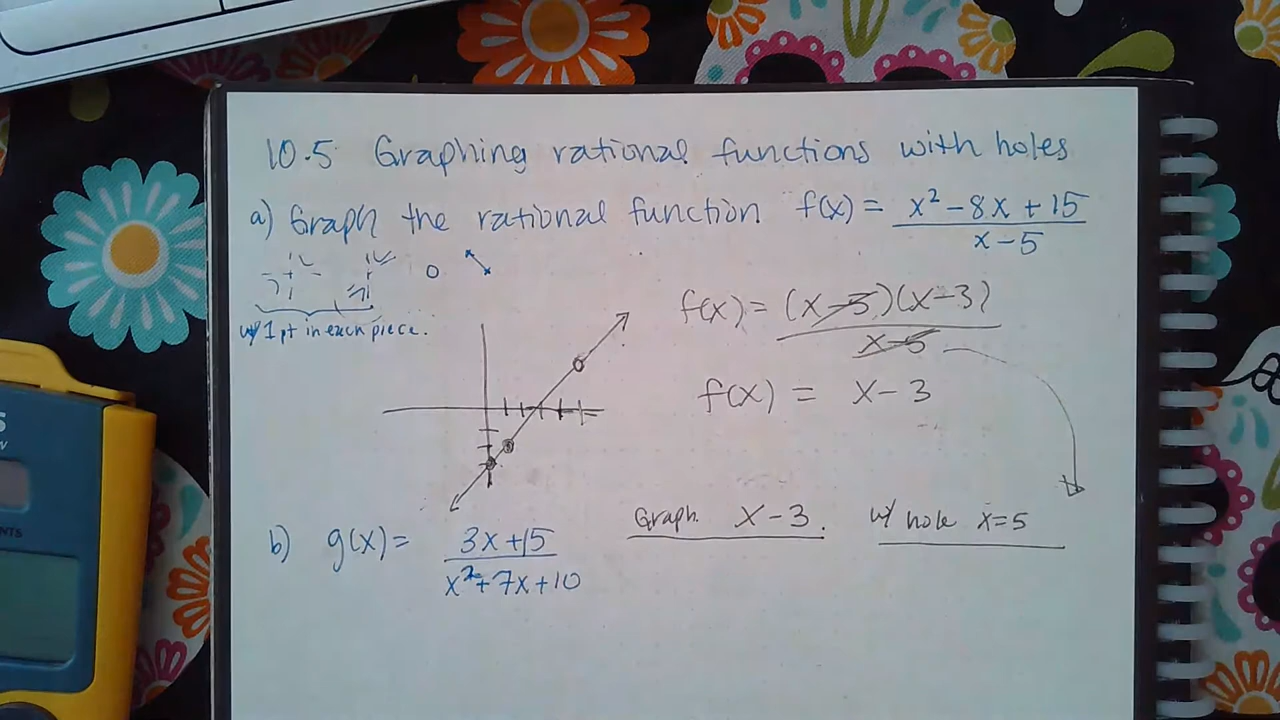 10.5 Graphing rational functions with holes
a) Graph the rational function f(x) = x² - 8x + 15 / x - 5
w/ 1 pt in each piece.
f(x) = (x-5)(x-3) / x-5
f(x) = x - 3
Graph x-3. w/ hole x=5
b) g(x) = 3x+15 / x²+7x+10